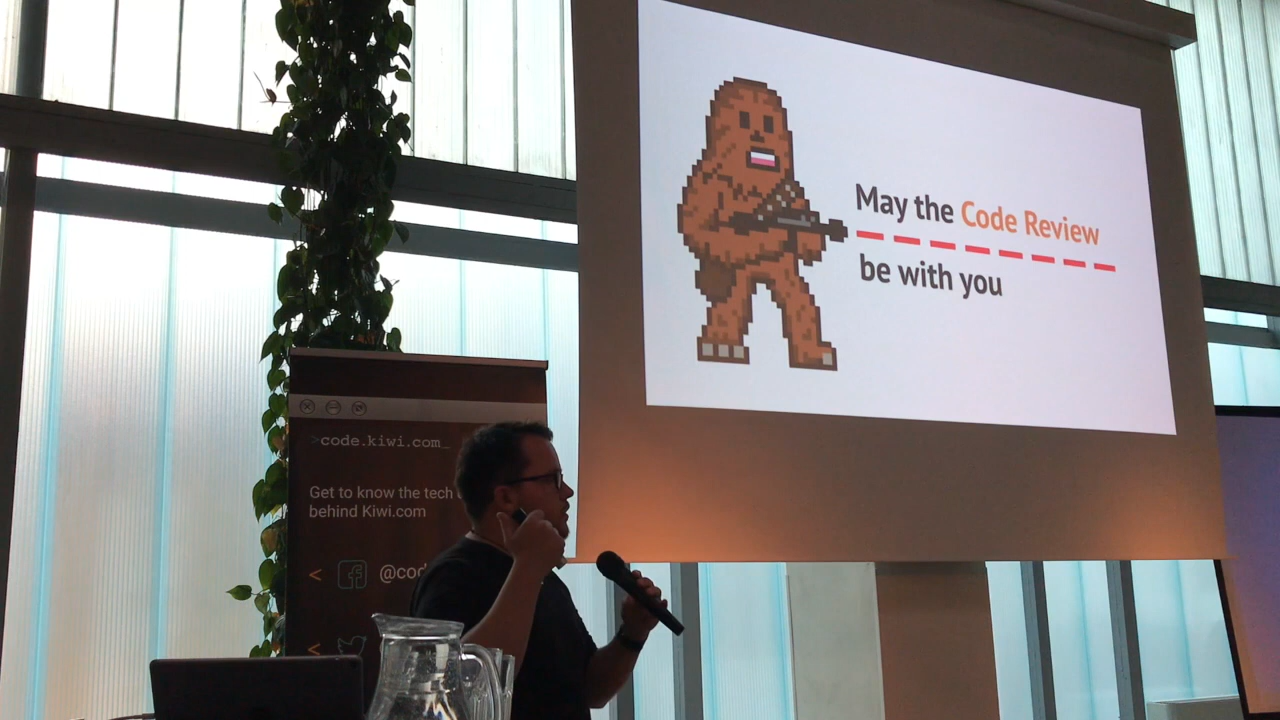 May the Code Review
be with you
>code.kiwi.com_
Get to know the tech
behind Kiwi.com
< @cod
<